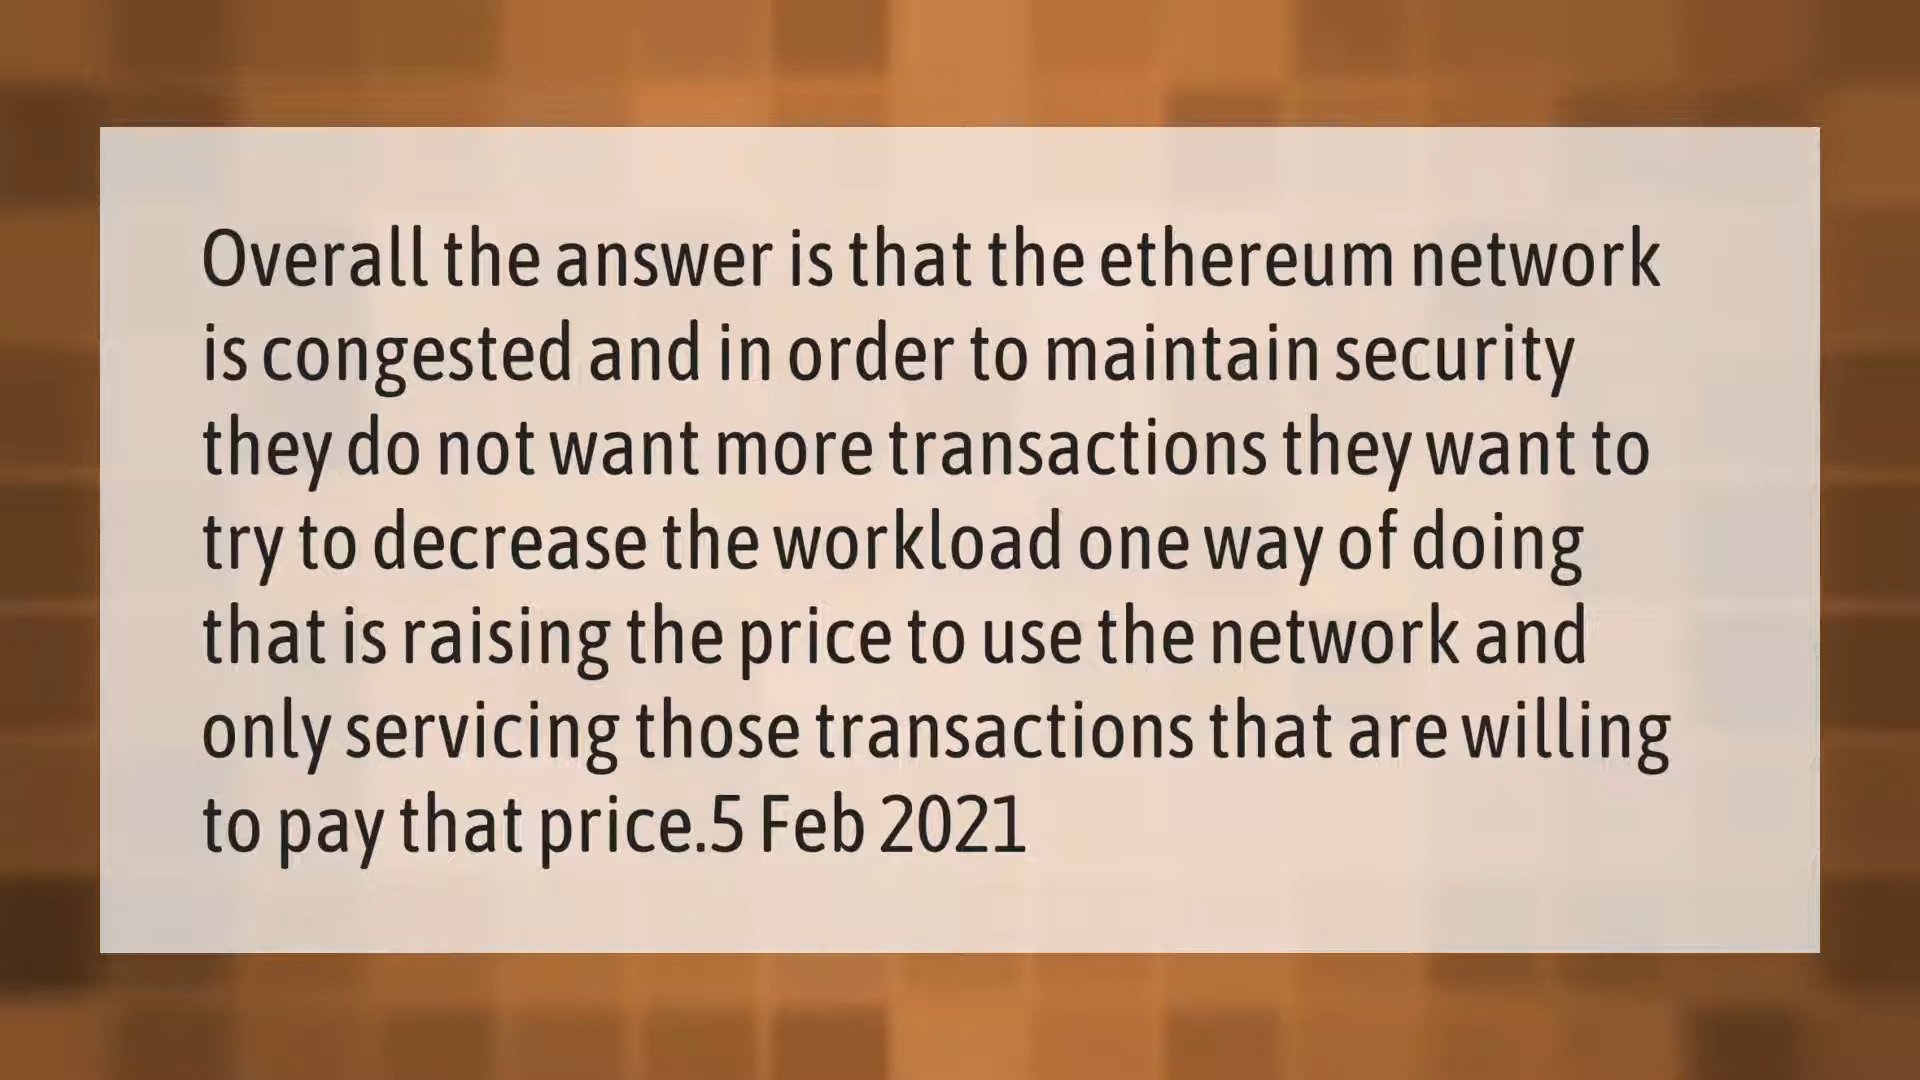 Overall the answer is that the ethereum network
is congested and in order to maintain security
they do not want more transactions they want to
try to decrease the workload one way of doing
that is raising the price to use the network and
only servicing those transactions that are willing
to pay that price.5 Feb 2021